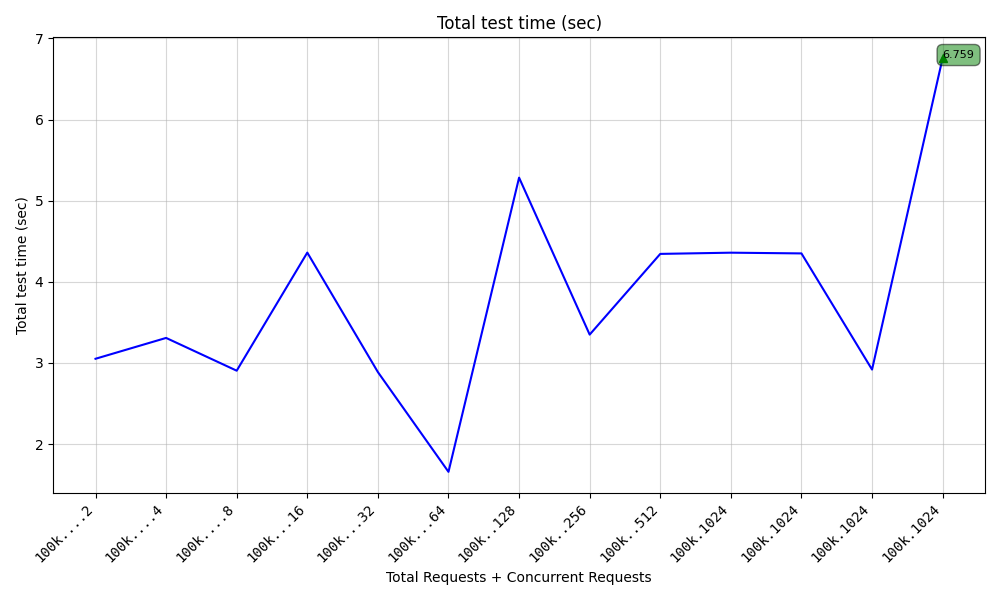 Total test time (sec)
7
6.759
6
5
4
3
2
Total test time (sec)
100k....2
100k....4
100k....8
100k...16
100k...32
100k...64
100k..128
100k..256
100k..512
100k.1024
100k.1024
100k.1024
100k.1024
Total Requests + Concurrent Requests